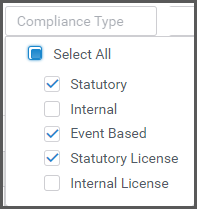 Compliance Type
Select All
Statutory
Internal
Event Based
Statutory License
Internal License